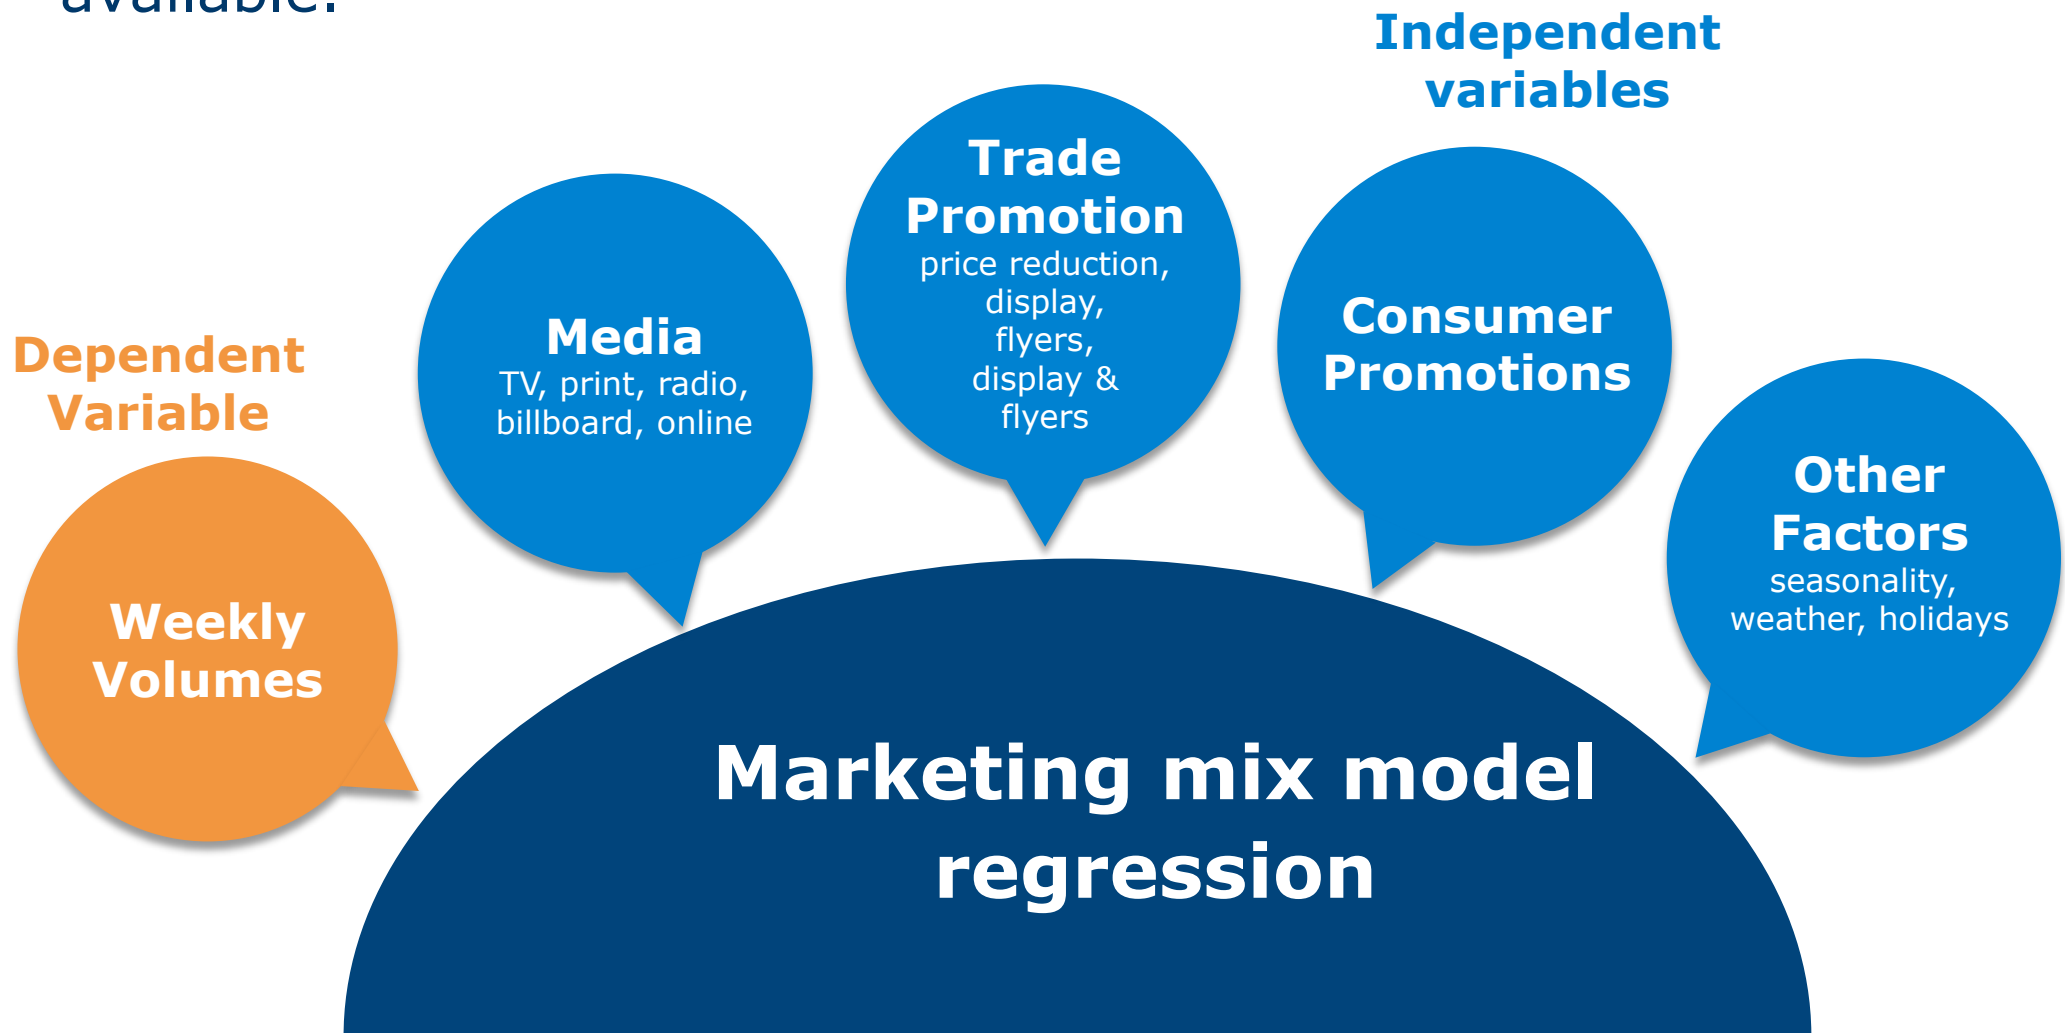 available.
Independent
variables
Trade
Promotion
price reduction,
display,
flyers,
display &
flyers
Media
TV, print, radio,
billboard, online
Consumer
Promotions
Dependent
Variable
Other
Factors
seasonality,
weather, holidays
Weekly
Volumes
Marketing mix model
regression